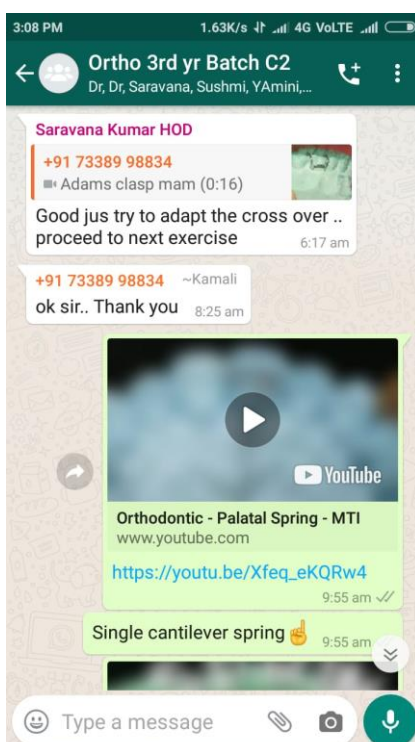 3:08 PM
1.63K/s 4G VoLTE
Ortho 3rd yr Batch C2
Dr, Dr, Saravana, Sushmi, YAmini,...
Saravana Kumar HOD
+91 73389 98834
Adams clasp mam (0:16)
Good jus try to adapt the cross over ..
proceed to next exercise
6:17 am
+91 73389 98834 ~Kamali
ok sir.. Thank you 8:25 am
YouTube
Orthodontic - Palatal Spring - MTI
www.youtube.com
https://youtu.be/Xfeq_eKQRw4
9:55 am
Single cantilever spring☝ 9:55 am
Type a message